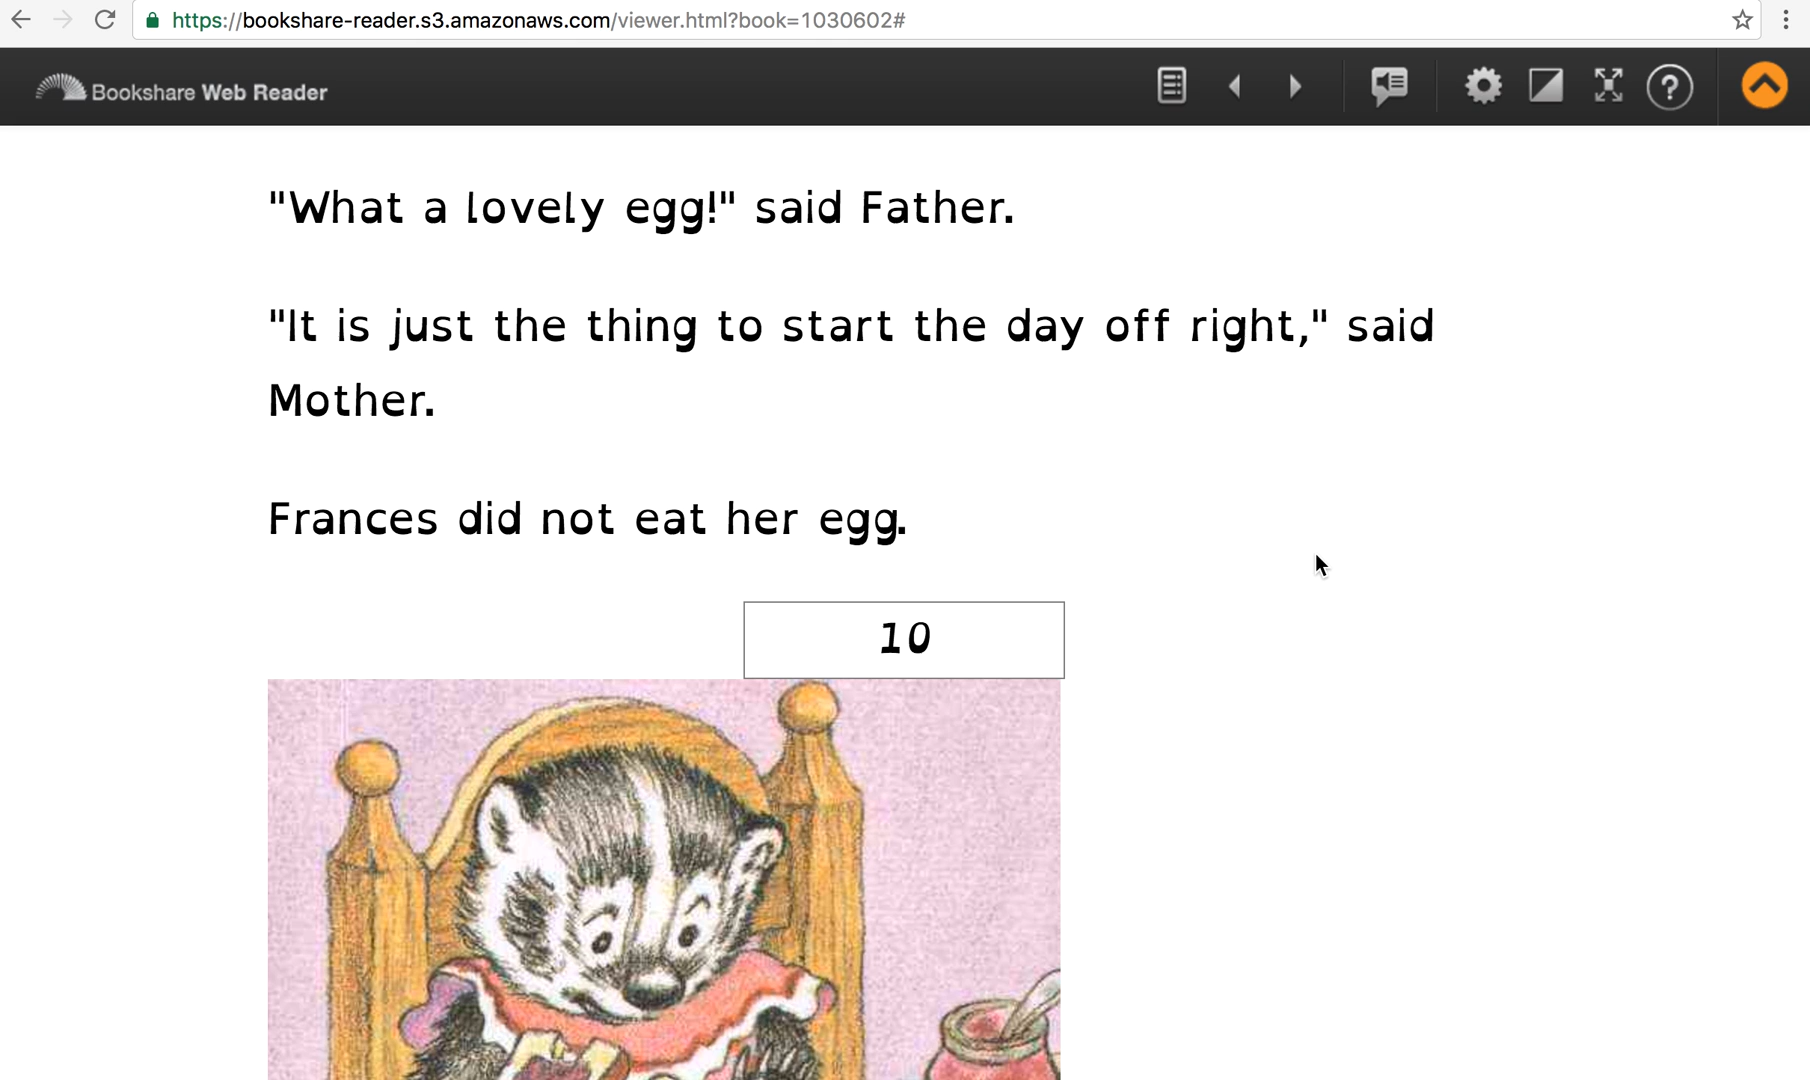 https://bookshare-reader.s3.amazonaws.com/viewer.html?book=1030602#
Bookshare Web Reader
?
"What a lovely egg!" said Father.
"It is just the thing to start the day off right," said
Mother.
Frances did not eat her egg.
10